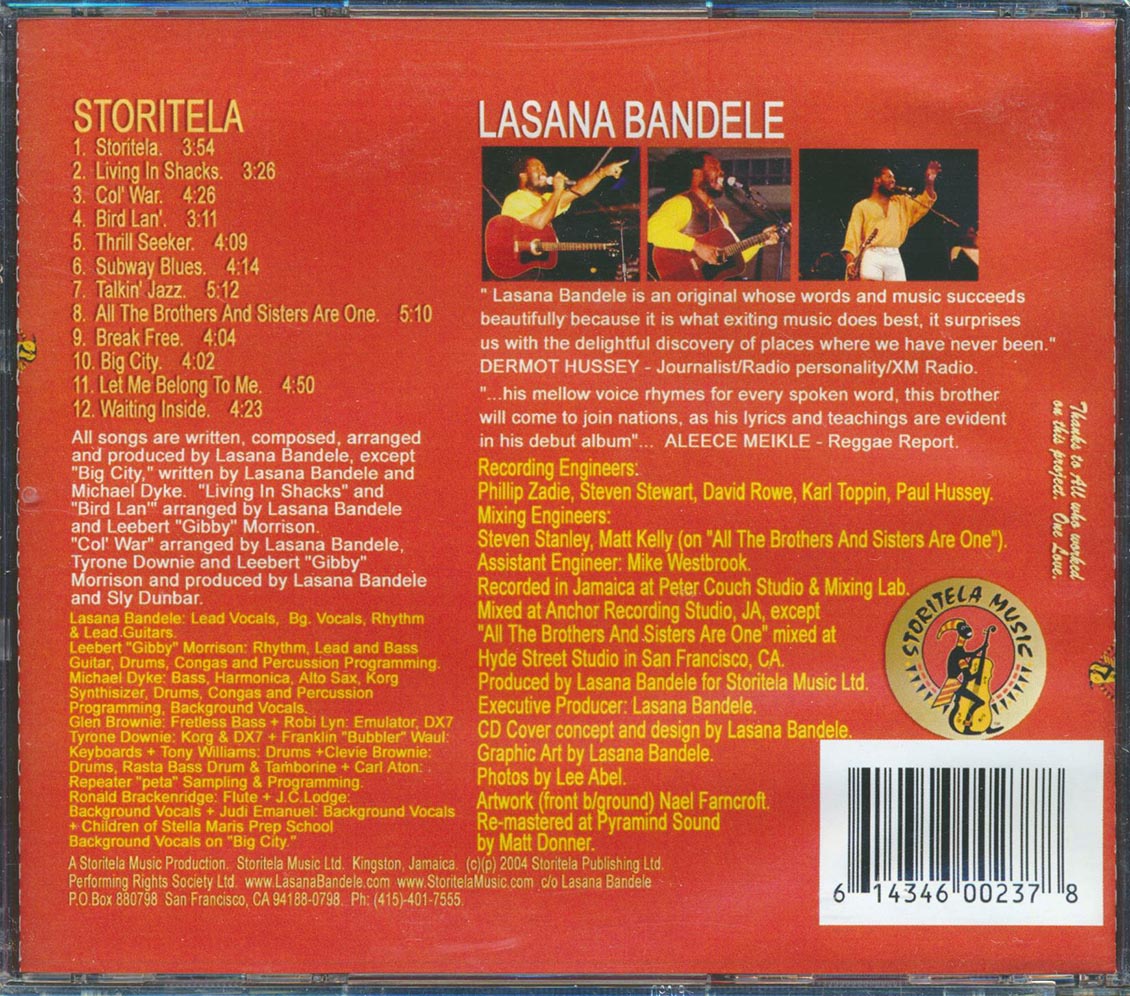 STORITELA
1. Storitela. 3:54
2. Living In Shacks. 3:26
3. Col' War. 4:26
4. Bird Lan'. 3:11
5. Thrill Seeker. 4:09
6. Subway Blues. 4:14
7. Talkin' Jazz. 5:12
8. All The Brothers And Sisters Are One. 5:10
9. Break Free. 4:04
10. Big City. 4:02
11. Let Me Belong To Me. 4:50
12. Waiting Inside. 4:23
All songs are written, composed, arranged
and produced by Lasana Bandele, except
"Big City," written by Lasana Bandele and
Michael Dyke. "Living In Shacks" and
"Bird Lan'" arranged by Lasana Bandele
and Leebert "Gibby" Morrison.
"Col' War" arranged by Lasana Bandele,
Tyrone Downie and Leebert "Gibby"
Morrison and produced by Lasana Bandele
and Sly Dunbar.
Lasana Bandele: Lead Vocals, Bg. Vocals, Rhythm
& Lead Guitars.
Leebert "Gibby" Morrison: Rhythm, Lead and Bass
Guitar, Drums, Congas and Percussion Programming.
Michael Dyke: Bass, Harmonica, Alto Sax, Korg
Synthisizer, Drums, Congas and Percussion
Programming, Background Vocals.
Glen Brownie: Fretless Bass + Robi Lyn: Emulator, DX7
Tyrone Downie: Korg & DX7 + Franklin "Bubbler" Waul:
Keyboards + Tony Williams: Drums +Clevie Brownie:
Drums, Rasta Bass Drum & Tamborine + Carl Aton: .
Repeater "peta" Sampling & Programming.
Ronald Brackenridge: Flute + J.C.Lodge:
Background Vocals + Judi Emanuel: Background Vocals
+ Children of Stella Maris Prep School
Background Vocals on "Big City."
A Storitela Music Production. Storitela Music Ltd. Kingston, Jamaica. (c)(p) 2004 Storitela Publishing Ltd.
Performing Rights Society Ltd. www.LasanaBandele.com www.StoritelaMusic.com c/o Lasana Bandele
P.O.Box 880798 San Francisco, CA 94188-0798. Ph: (415)-401-7555.
LASANA BANDELE
" Lasana Bandele is an original whose words and music succeeds
beautifully because it is what exiting music does best, it surprises
us with the delightful discovery of places where we have never been."
DERMOT HUSSEY - Journalist/Radio personality/XM Radio.
"...his mellow voice rhymes for every spoken word, this brother
will come to join nations, as his lyrics and teachings are evident
in his debut album"... ALEECE MEIKLE - Reggae Report.
Recording Engineers:
Phillip Zadie, Steven Stewart, David Rowe, Karl Toppin, Paul Hussey.
Mixing Engineers:
Steven Stanley, Matt Kelly (on "All The Brothers And Sisters Are One").
Assistant Engineer: Mike Westbrook.
Recorded in Jamaica at Peter Couch Studio & Mixing Lab.
Mixed at Anchor Recording Studio, JA, except
"All The Brothers And Sisters Are One" mixed at
Hyde Street Studio in San Francisco, CA.
Produced by Lasana Bandele for Storitela Music Ltd.
Executive Producer: Lasana Bandele.
CD Cover concept and design by Lasana Bandele.
Graphic Art by Lasana Bandele.
Photos by Lee Abel.
Artwork (front b/ground) Nael Farncroft.
Re-mastered at Pyramind Sound
by Matt Donner.
Thanks to All who worked
on this project. One Love.
STORITELA MUSIC
TM
6 14346 00237 8